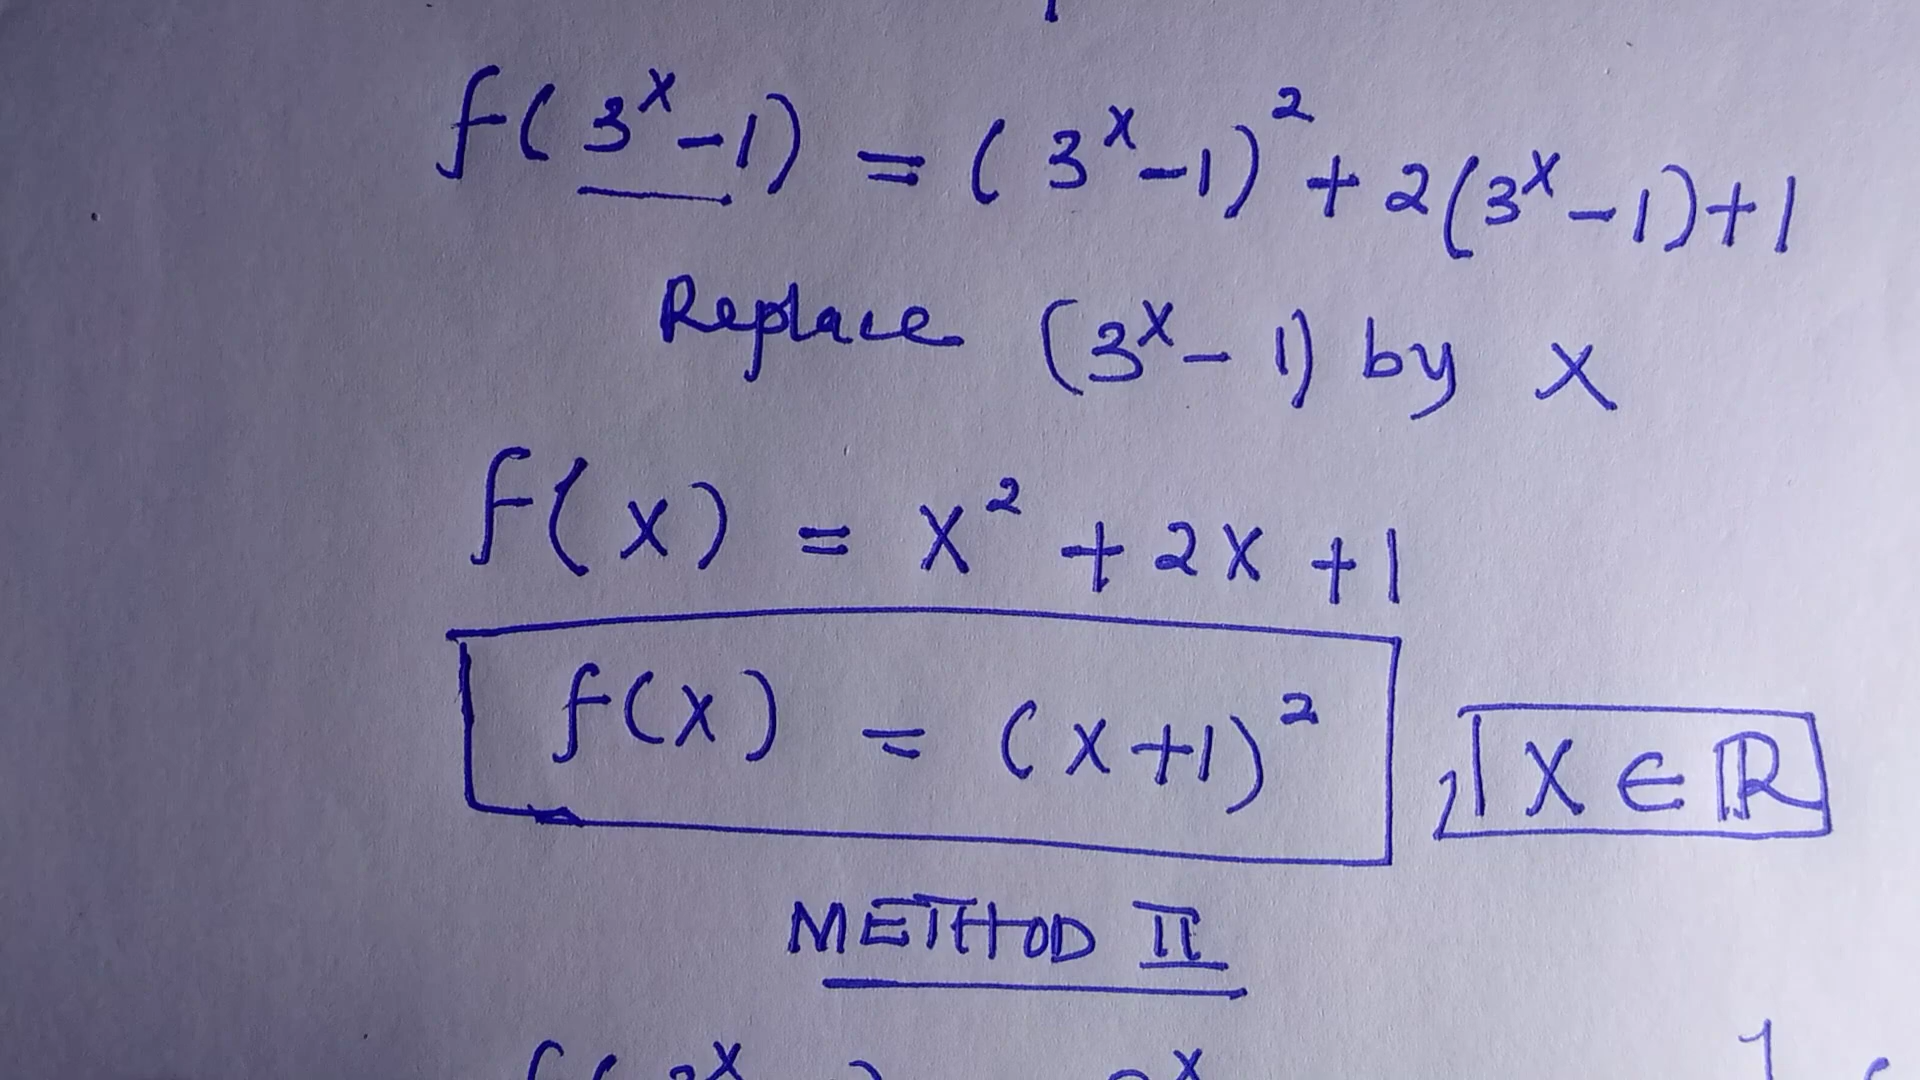 f(3^x-1) = (3^x-1)^2+2(3^x-1)+1
Replace (3^x-1) by x
f(x) = x^2+2x+1
f(x) = (x+1)^2, x∈ℝ
METHOD II